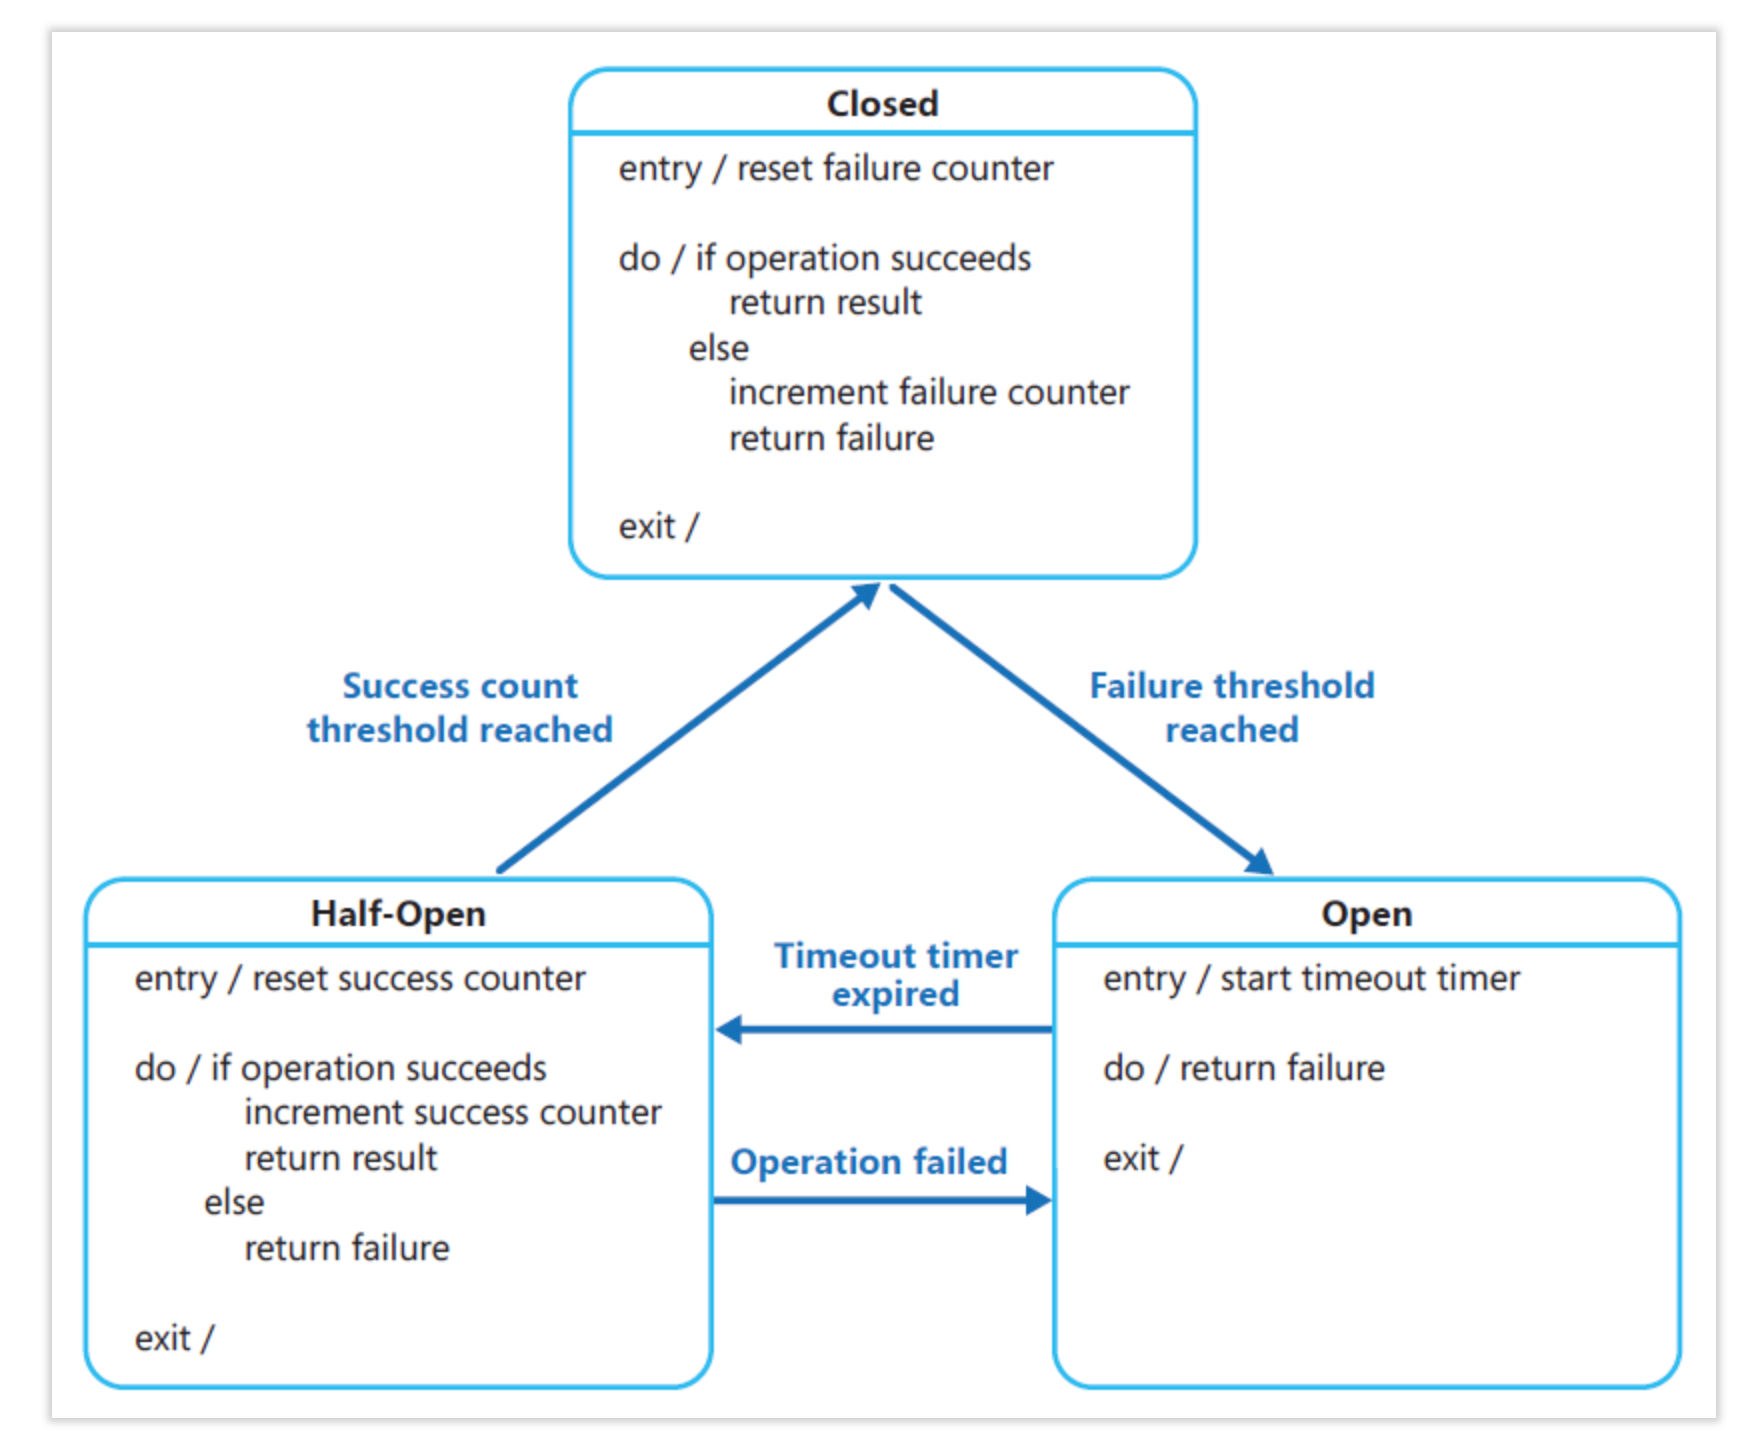 Closed
entry / reset failure counter
do / if operation succeeds
return result
else
increment failure counter
return failure
exit /
Success count
threshold reached
Failure threshold
reached
Half-Open
entry / reset success counter
do / if operation succeeds
increment success counter
return result
else
return failure
exit /
Timeout timer
expired
Operation failed
Open
entry / start timeout timer
do / return failure
exit /